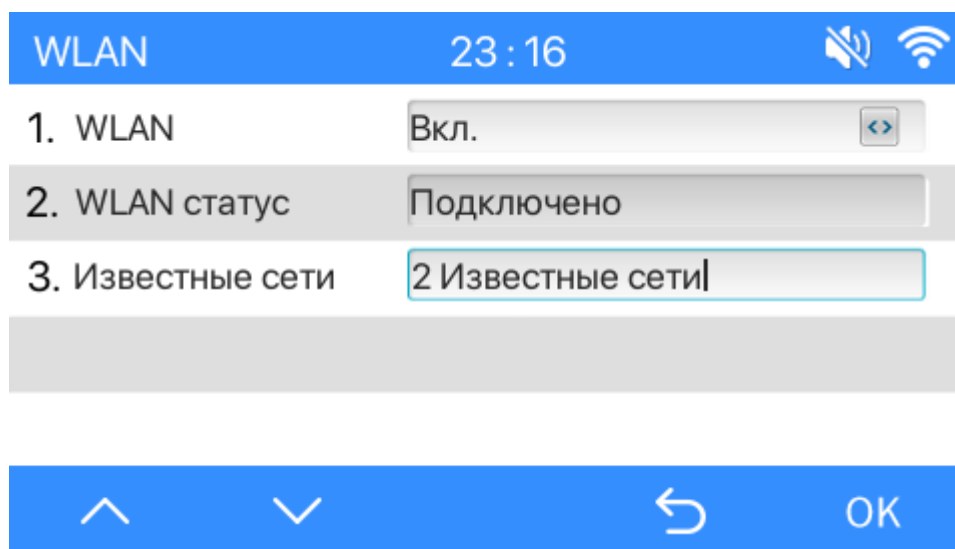 WLAN 23:16
1. WLAN Вкл.
2. WLAN статус Подключено
3. Известные сети 2 Известные сети
OK